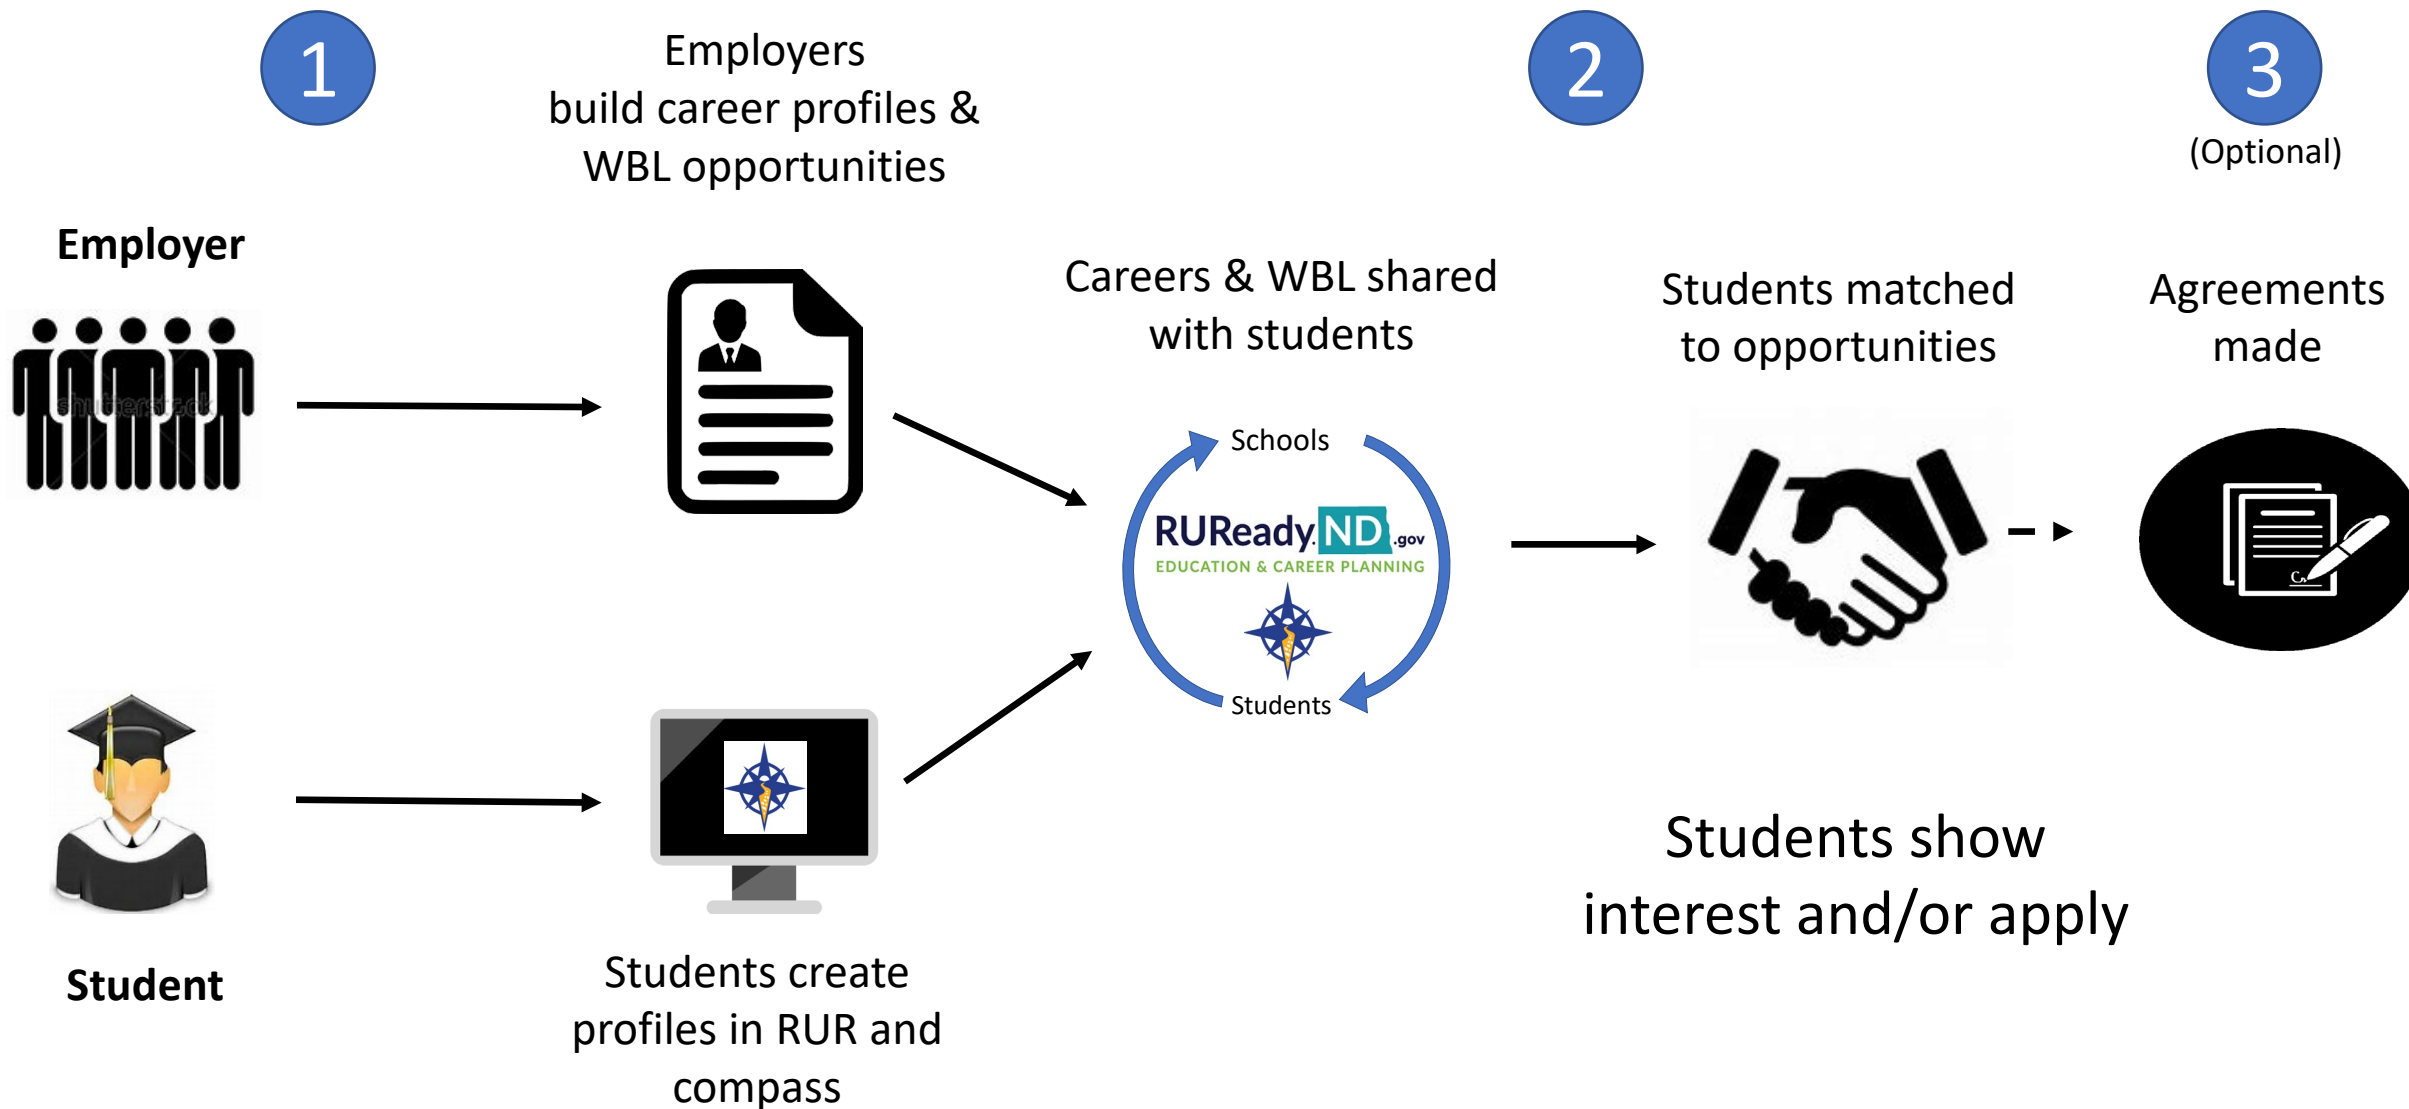 1
Employers
build career profiles &
WBL opportunities
2
3
(Optional)
Employer
shutterstock
Careers & WBL shared
with students
Students matched
to opportunities
Agreements
made
Schools
RUReady.ND.gov
EDUCATION & CAREER PLANNING
Students
Student
Students create
profiles in RUR and
compass
Students show
interest and/or apply